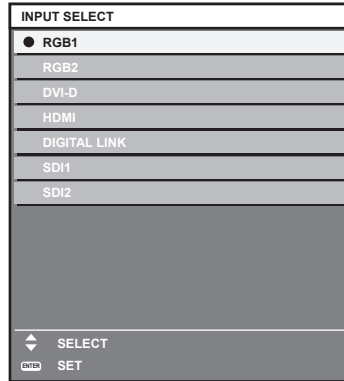 INPUT SELECT
RGB1
RGB2
DVI-D
HDMI
DIGITAL LINK
SDI1
SDI2
SELECT
ENTER SET